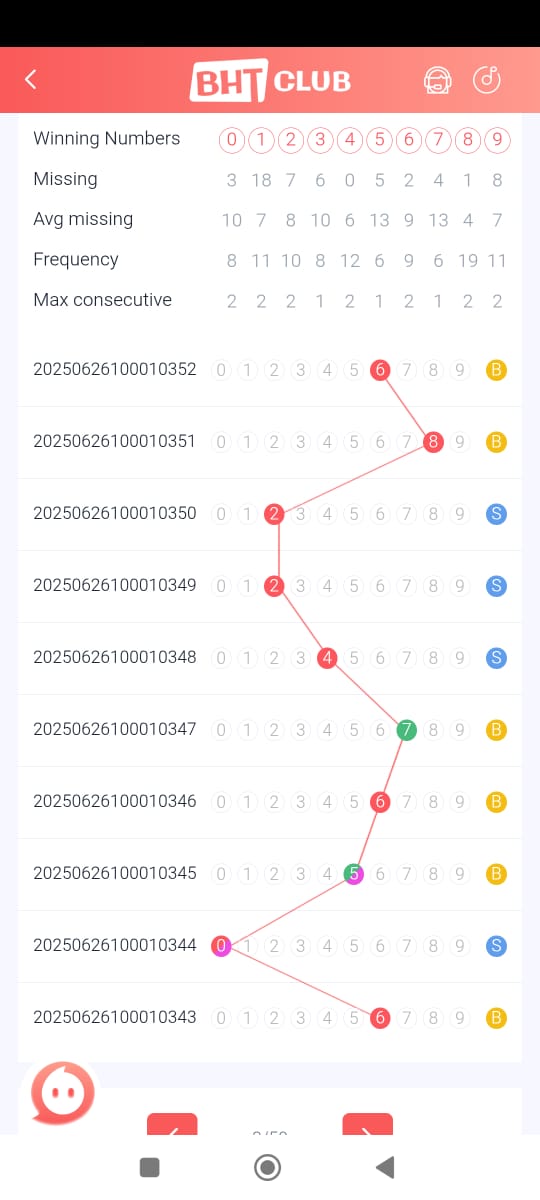 BHT CLUB
Winning Numbers 0 1 2 3 4 5 6 7 8 9
Missing 3 18 7 6 0 5 2 4 1 8
Avg missing 10 7 8 10 6 13 9 13 4 7
Frequency 8 11 10 8 12 6 9 6 19 11
Max consecutive 2 2 2 1 2 1 2 1 2 2
20250626100010352 0 1 2 3 4 5 6 7 8 9 B
20250626100010351 0 1 2 3 4 5 6 7 8 9 B
20250626100010350 0 1 2 3 4 5 6 7 8 9 S
20250626100010349 0 1 2 3 4 5 6 7 8 9 S
20250626100010348 0 1 2 3 4 5 6 7 8 9 S
20250626100010347 0 1 2 3 4 5 6 7 8 9 B
20250626100010346 0 1 2 3 4 5 6 7 8 9 B
20250626100010345 0 1 2 3 4 5 6 7 8 9 B
20250626100010344 0 1 2 3 4 5 6 7 8 9 S
20250626100010343 0 1 2 3 4 5 6 7 8 9 B